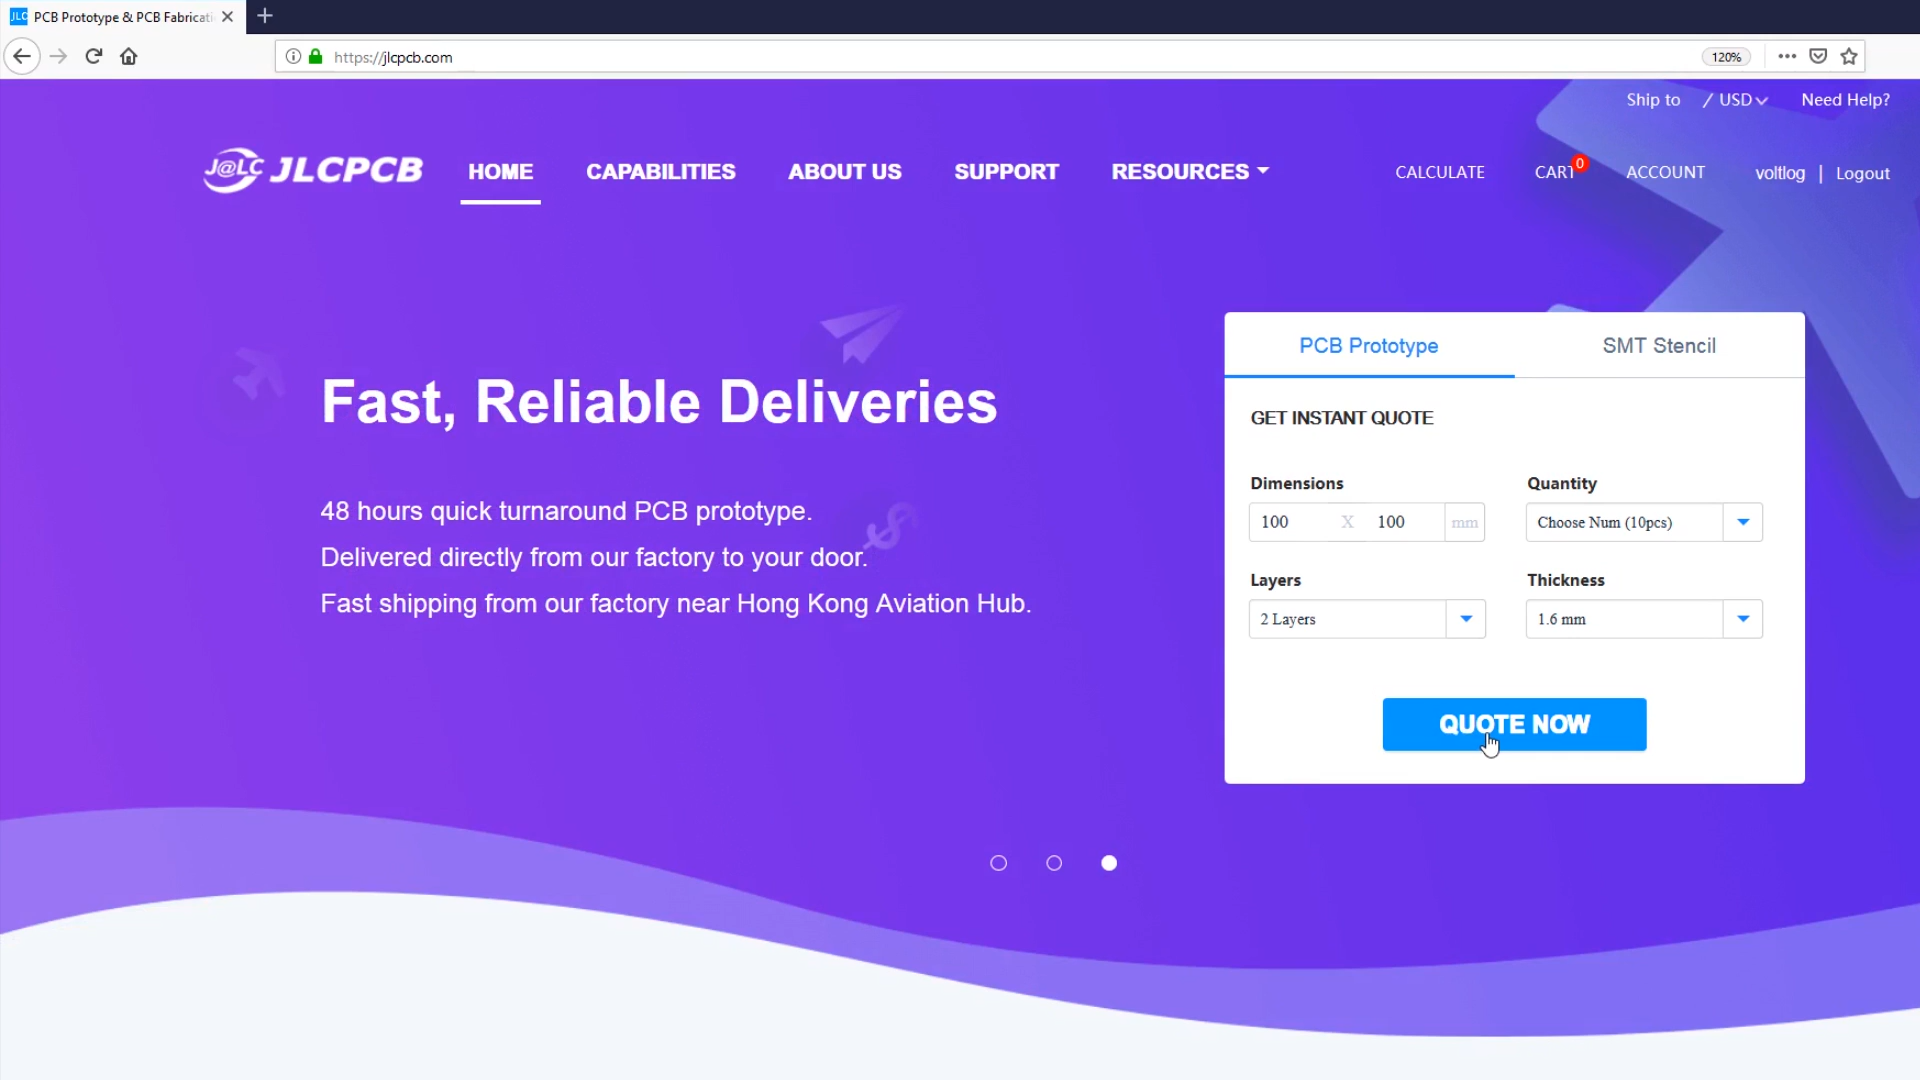 JLC PCB Prototype & PCB Fabricati
https://jlcpcb.com
120%
Ship to / USD Need Help?
J@LC JLCPCB HOME CAPABILITIES ABOUT US SUPPORT RESOURCES CALCULATE CART 0 ACCOUNT voltlog | Logout
Fast, Reliable Deliveries
48 hours quick turnaround PCB prototype.
Delivered directly from our factory to your door.
Fast shipping from our factory near Hong Kong Aviation Hub.
PCB Prototype SMT Stencil
GET INSTANT QUOTE
Dimensions Quantity
100 X 100 mm Choose Num (10pcs)
Layers Thickness
2 Layers 1.6 mm
QUOTE NOW